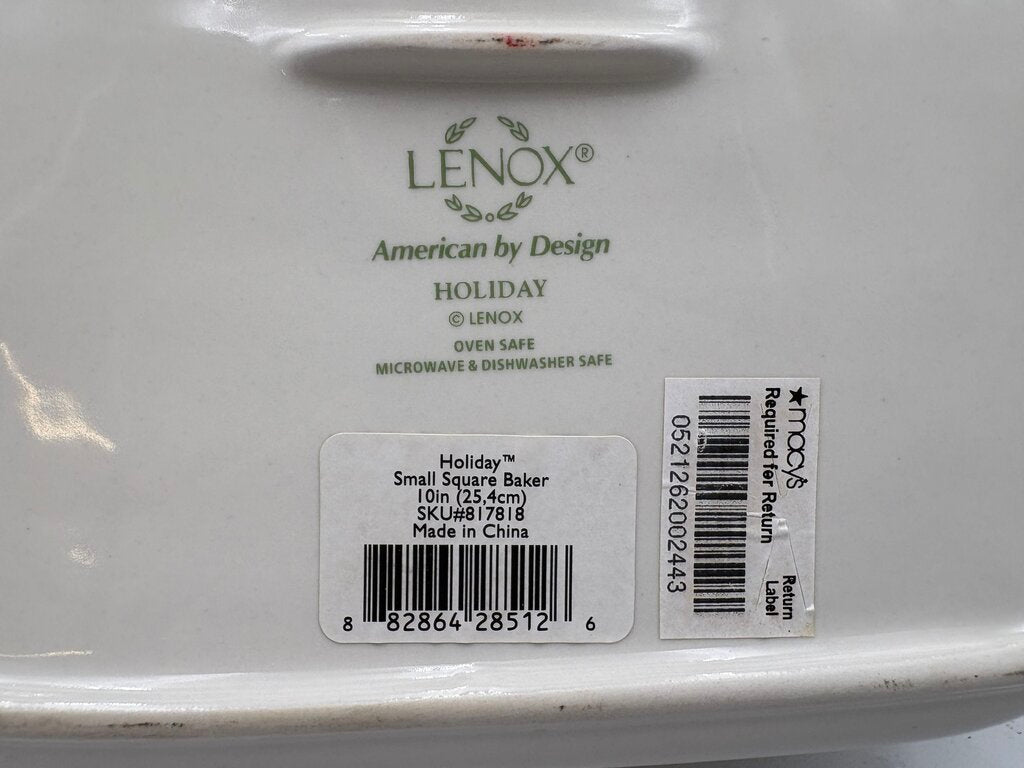 LENOX®
American by Design
HOLIDAY
© LENOX
OVEN SAFE
MICROWAVE & DISHWASHER SAFE
Holiday™
Small Square Baker
10in (25,4cm)
SKU#817818
Made in China
8 82864 28512 6
★macy's
Required for Return
Return
Label
0521262002443